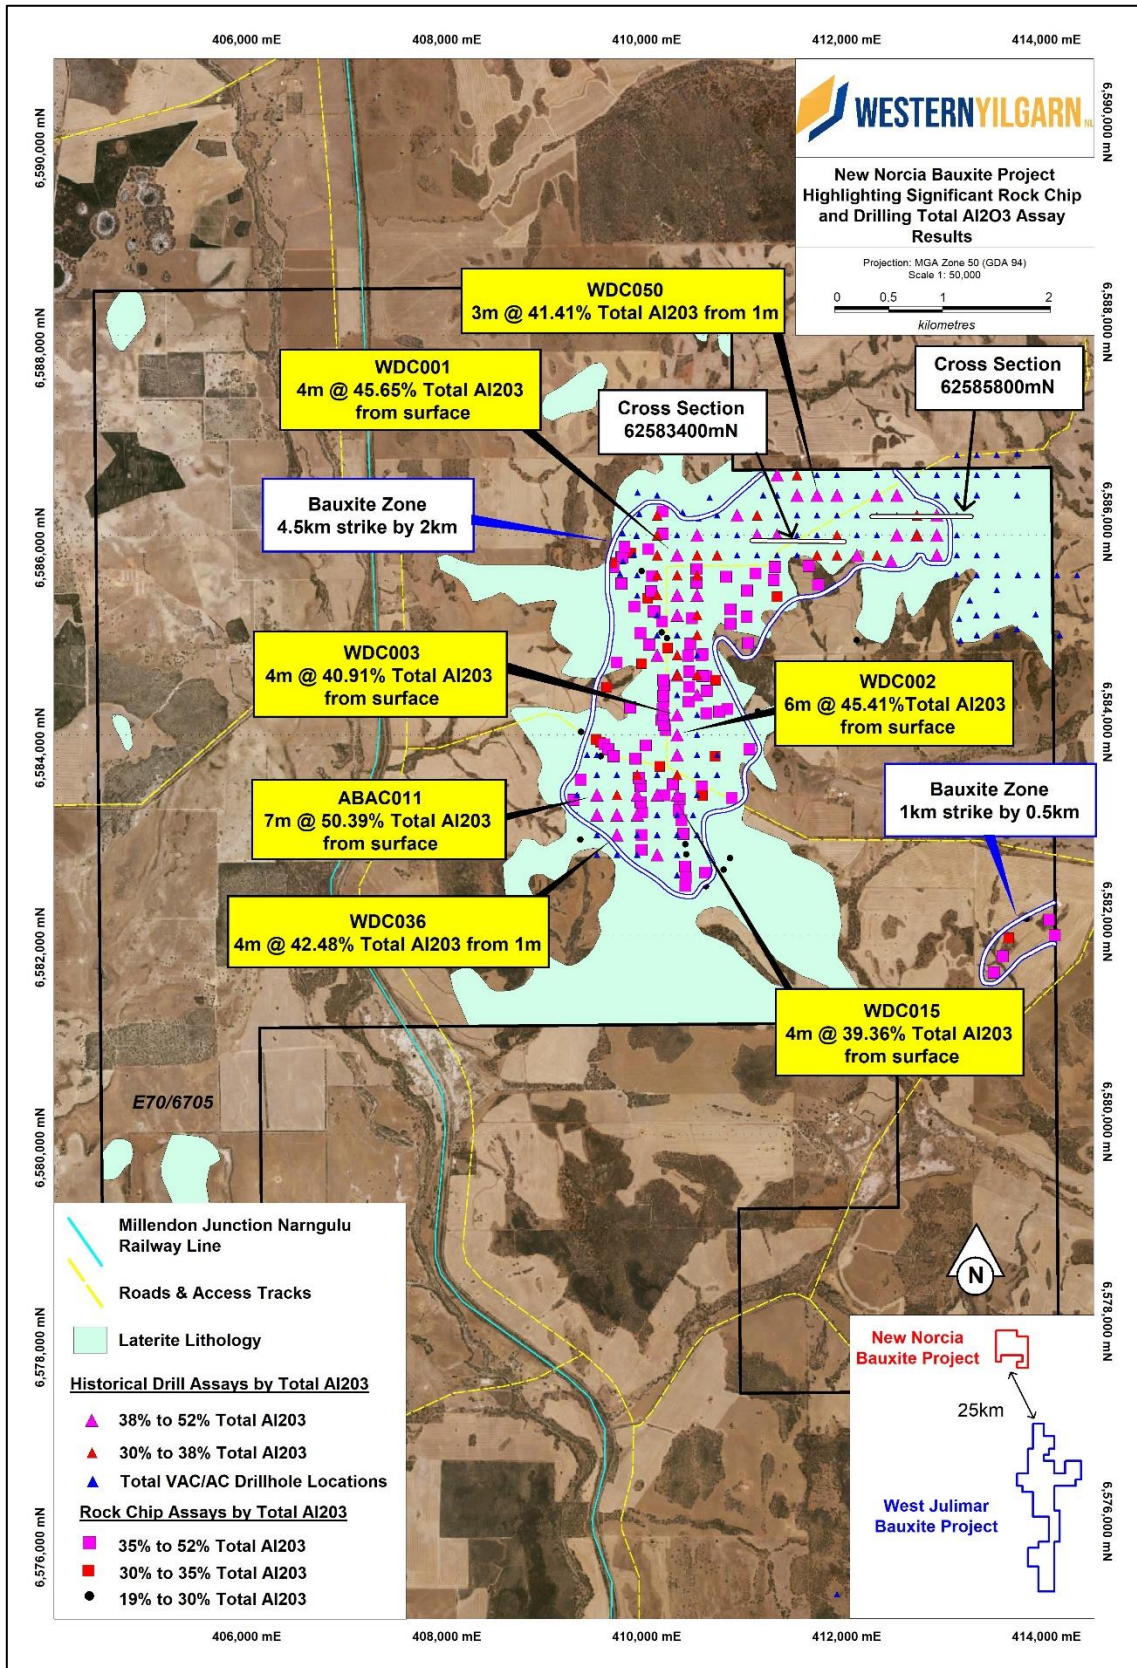 406,000 mE
408,000 mE
410,000 mE
412,000 mE
414,000 mE
6,590,000 mN
6,590,000 mN
WESTERNYILGARN NL
New Norcia Bauxite Project
Highlighting Significant Rock Chip
and Drilling Total Al2O3 Assay
Results
Projection: MGA Zone 50 (GDA 94)
Scale 1: 50,000
0 0.5 1 2
kilometres
6,588,000 mN
6,588,000 mN
WDC050
3m @ 41.41% Total Al203 from 1m
WDC001
4m @ 45.65% Total Al203
from surface
Cross Section
62583400mN
Cross Section
62585800mN
Bauxite Zone
4.5km strike by 2km
6,586,000 mN
6,586,000 mN
WDC003
4m @ 40.91% Total Al203
from surface
WDC002
6m @ 45.41%Total Al203
from surface
6,584,000 mN
6,584,000 mN
ABAC011
7m @ 50.39% Total Al203
from surface
Bauxite Zone
1km strike by 0.5km
WDC036
4m @ 42.48% Total Al203 from 1m
6,582,000 mN
6,582,000 mN
WDC015
4m @ 39.36% Total Al203
from surface
E70/6705
6,580,000 mN
6,580,000 mN
Millendon Junction Narngulu
Railway Line
Roads & Access Tracks
Laterite Lithology
Historical Drill Assays by Total Al203
38% to 52% Total Al203
30% to 38% Total Al203
Total VAC/AC Drillhole Locations
Rock Chip Assays by Total Al203
35% to 52% Total Al203
30% to 35% Total Al203
19% to 30% Total Al203
N
6,578,000 mN
6,578,000 mN
New Norcia
Bauxite Project
25km
West Julimar
Bauxite Project
6,576,000 mN
6,576,000 mN
406,000 mE
408,000 mE
410,000 mE
412,000 mE
414,000 mE